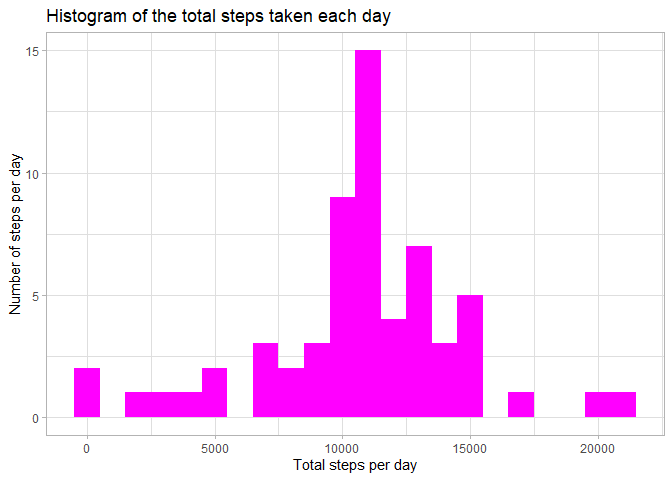 Histogram of the total steps taken each day
15
10
5
0
Number of steps per day
0 5000 10000 15000 20000
Total steps per day